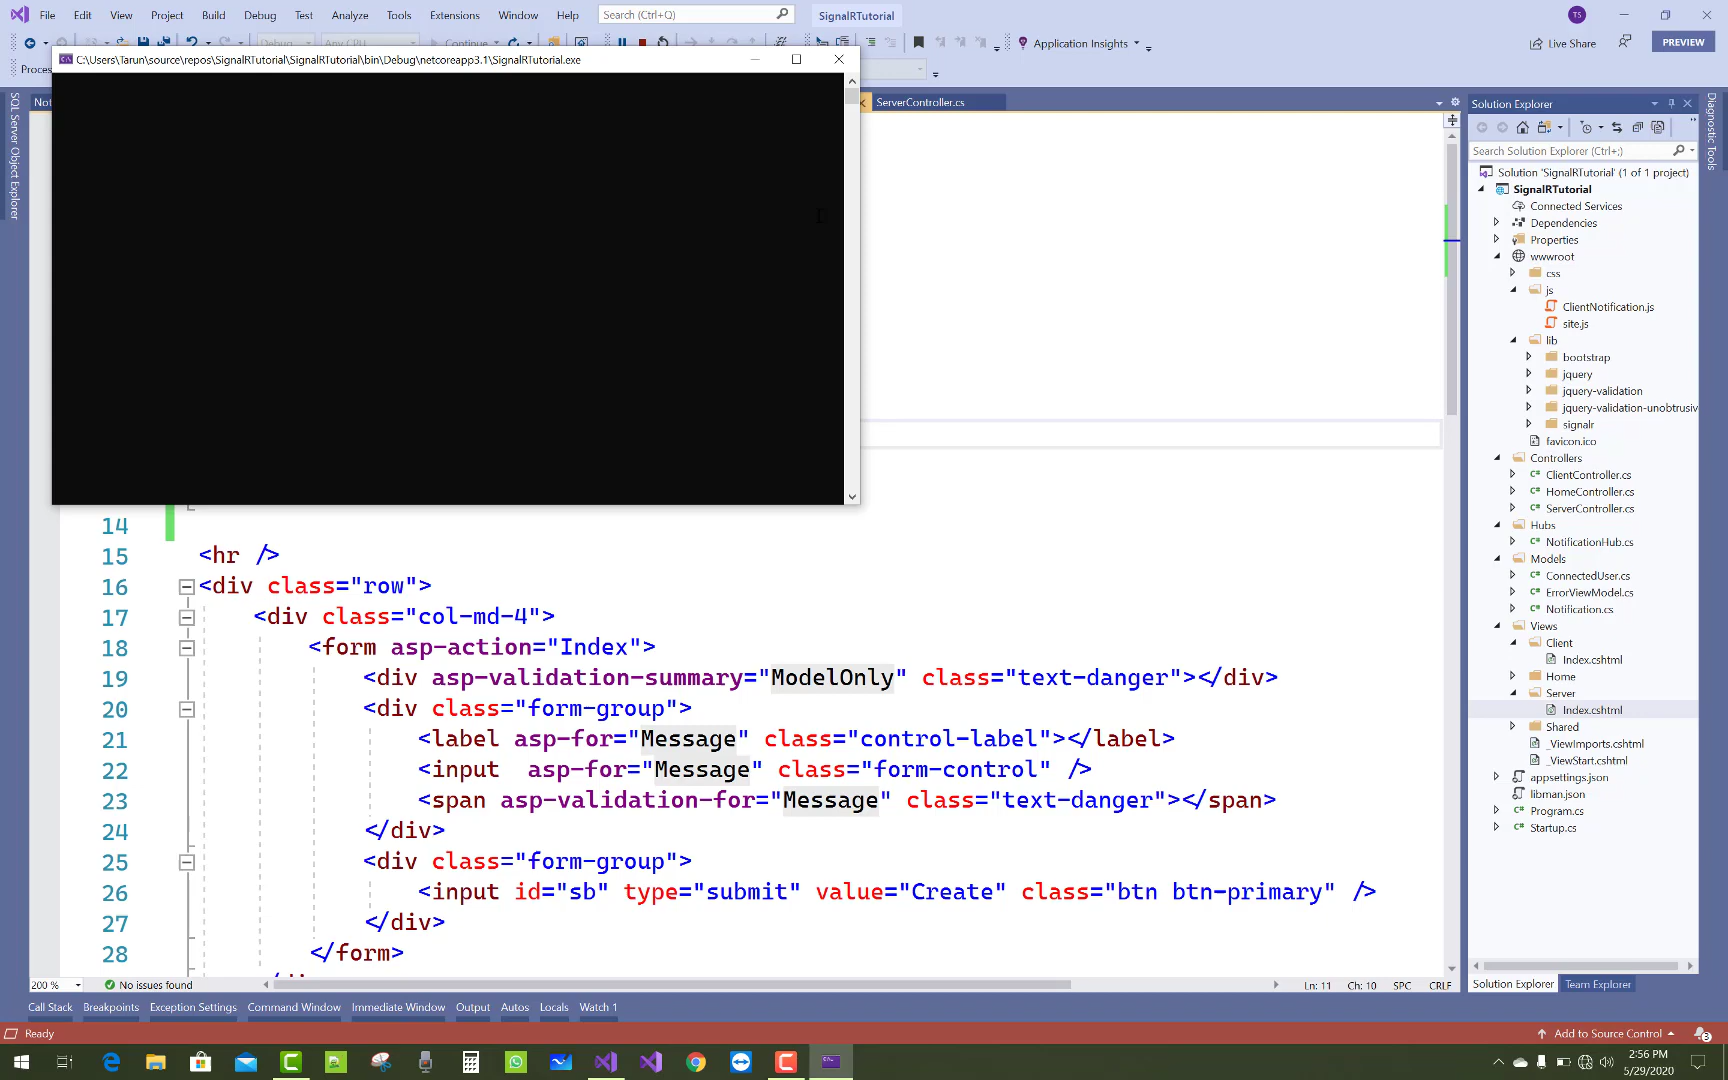 File Edit View Project Build Debug Test Analyze Tools Extensions Window Help Search (Ctrl+Q) SignalRTutorial TS
Debug Any CPU Continue Application Insights Live Share PREVIEW
C:\Users\Tarun\source\repos\SignalRTutorial\SignalRTutorial\bin\Debug\netcoreapp3.1\SignalRTutorial.exe
Proces
Not
ServerController.cs
SQL Server Object Explorer
14
15 <hr />
16 <div class="row">
17 <div class="col-md-4">
18 <form asp-action="Index">
19 <div asp-validation-summary="ModelOnly" class="text-danger"></div>
20 <div class="form-group">
21 <label asp-for="Message" class="control-label"></label>
22 <input asp-for="Message" class="form-control" />
23 <span asp-validation-for="Message" class="text-danger"></span>
24 </div>
25 <div class="form-group">
26 <input id="sb" type="submit" value="Create" class="btn btn-primary" />
27 </div>
28 </form>
200 % No issues found Ln: 11 Ch: 10 SPC CRLF
Call Stack Breakpoints Exception Settings Command Window Immediate Window Output Autos Locals Watch 1
Solution Explorer
Search Solution Explorer (Ctrl+;)
Solution 'SignalRTutorial' (1 of 1 project)
SignalRTutorial
Connected Services
Dependencies
Properties
wwwroot
css
js
ClientNotification.js
site.js
lib
bootstrap
jquery
jquery-validation
jquery-validation-unobtrusiv
signalr
favicon.ico
Controllers
C# ClientController.cs
C# HomeController.cs
C# ServerController.cs
Hubs
C# NotificationHub.cs
Models
C# ConnectedUser.cs
C# ErrorViewModel.cs
C# Notification.cs
Views
Client
Index.cshtml
Home
Server
Index.cshtml
Shared
_ViewImports.cshtml
_ViewStart.cshtml
appsettings.json
libman.json
C# Program.cs
C# Startup.cs
Solution Explorer Team Explorer
Diagnostic Tools
Ready Add to Source Control 3
2:56 PM
5/29/2020